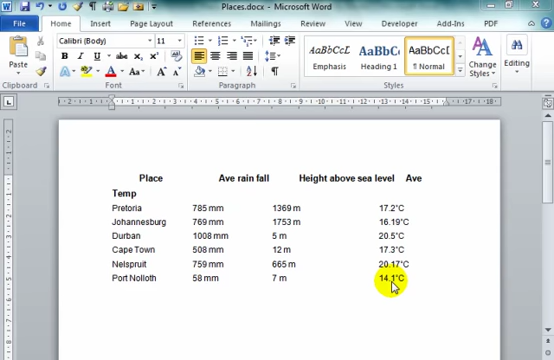 Places.docx - Microsoft Word
File Home Insert Page Layout References Mailings Review View Developer Add-Ins PDF
Paste
Clipboard
Calibri (Body) 11
B I U abc
Aa A A
Font
Paragraph
AaBbCcL AaBbC AaBbCcl
Emphasis Heading 1 ¶ Normal
Change Styles
Styles
Editing
Place Ave rain fall Height above sea level Ave
Temp
Pretoria 785 mm 1369 m 17.2°C
Johannesburg 769 mm 1753 m 16.19°C
Durban 1008 mm 5 m 20.5°C
Cape Town 508 mm 12 m 17.3°C
Nelspruit 759 mm 665 m 20.17°C
Port Nolloth 58 mm 7 m 14.1°C